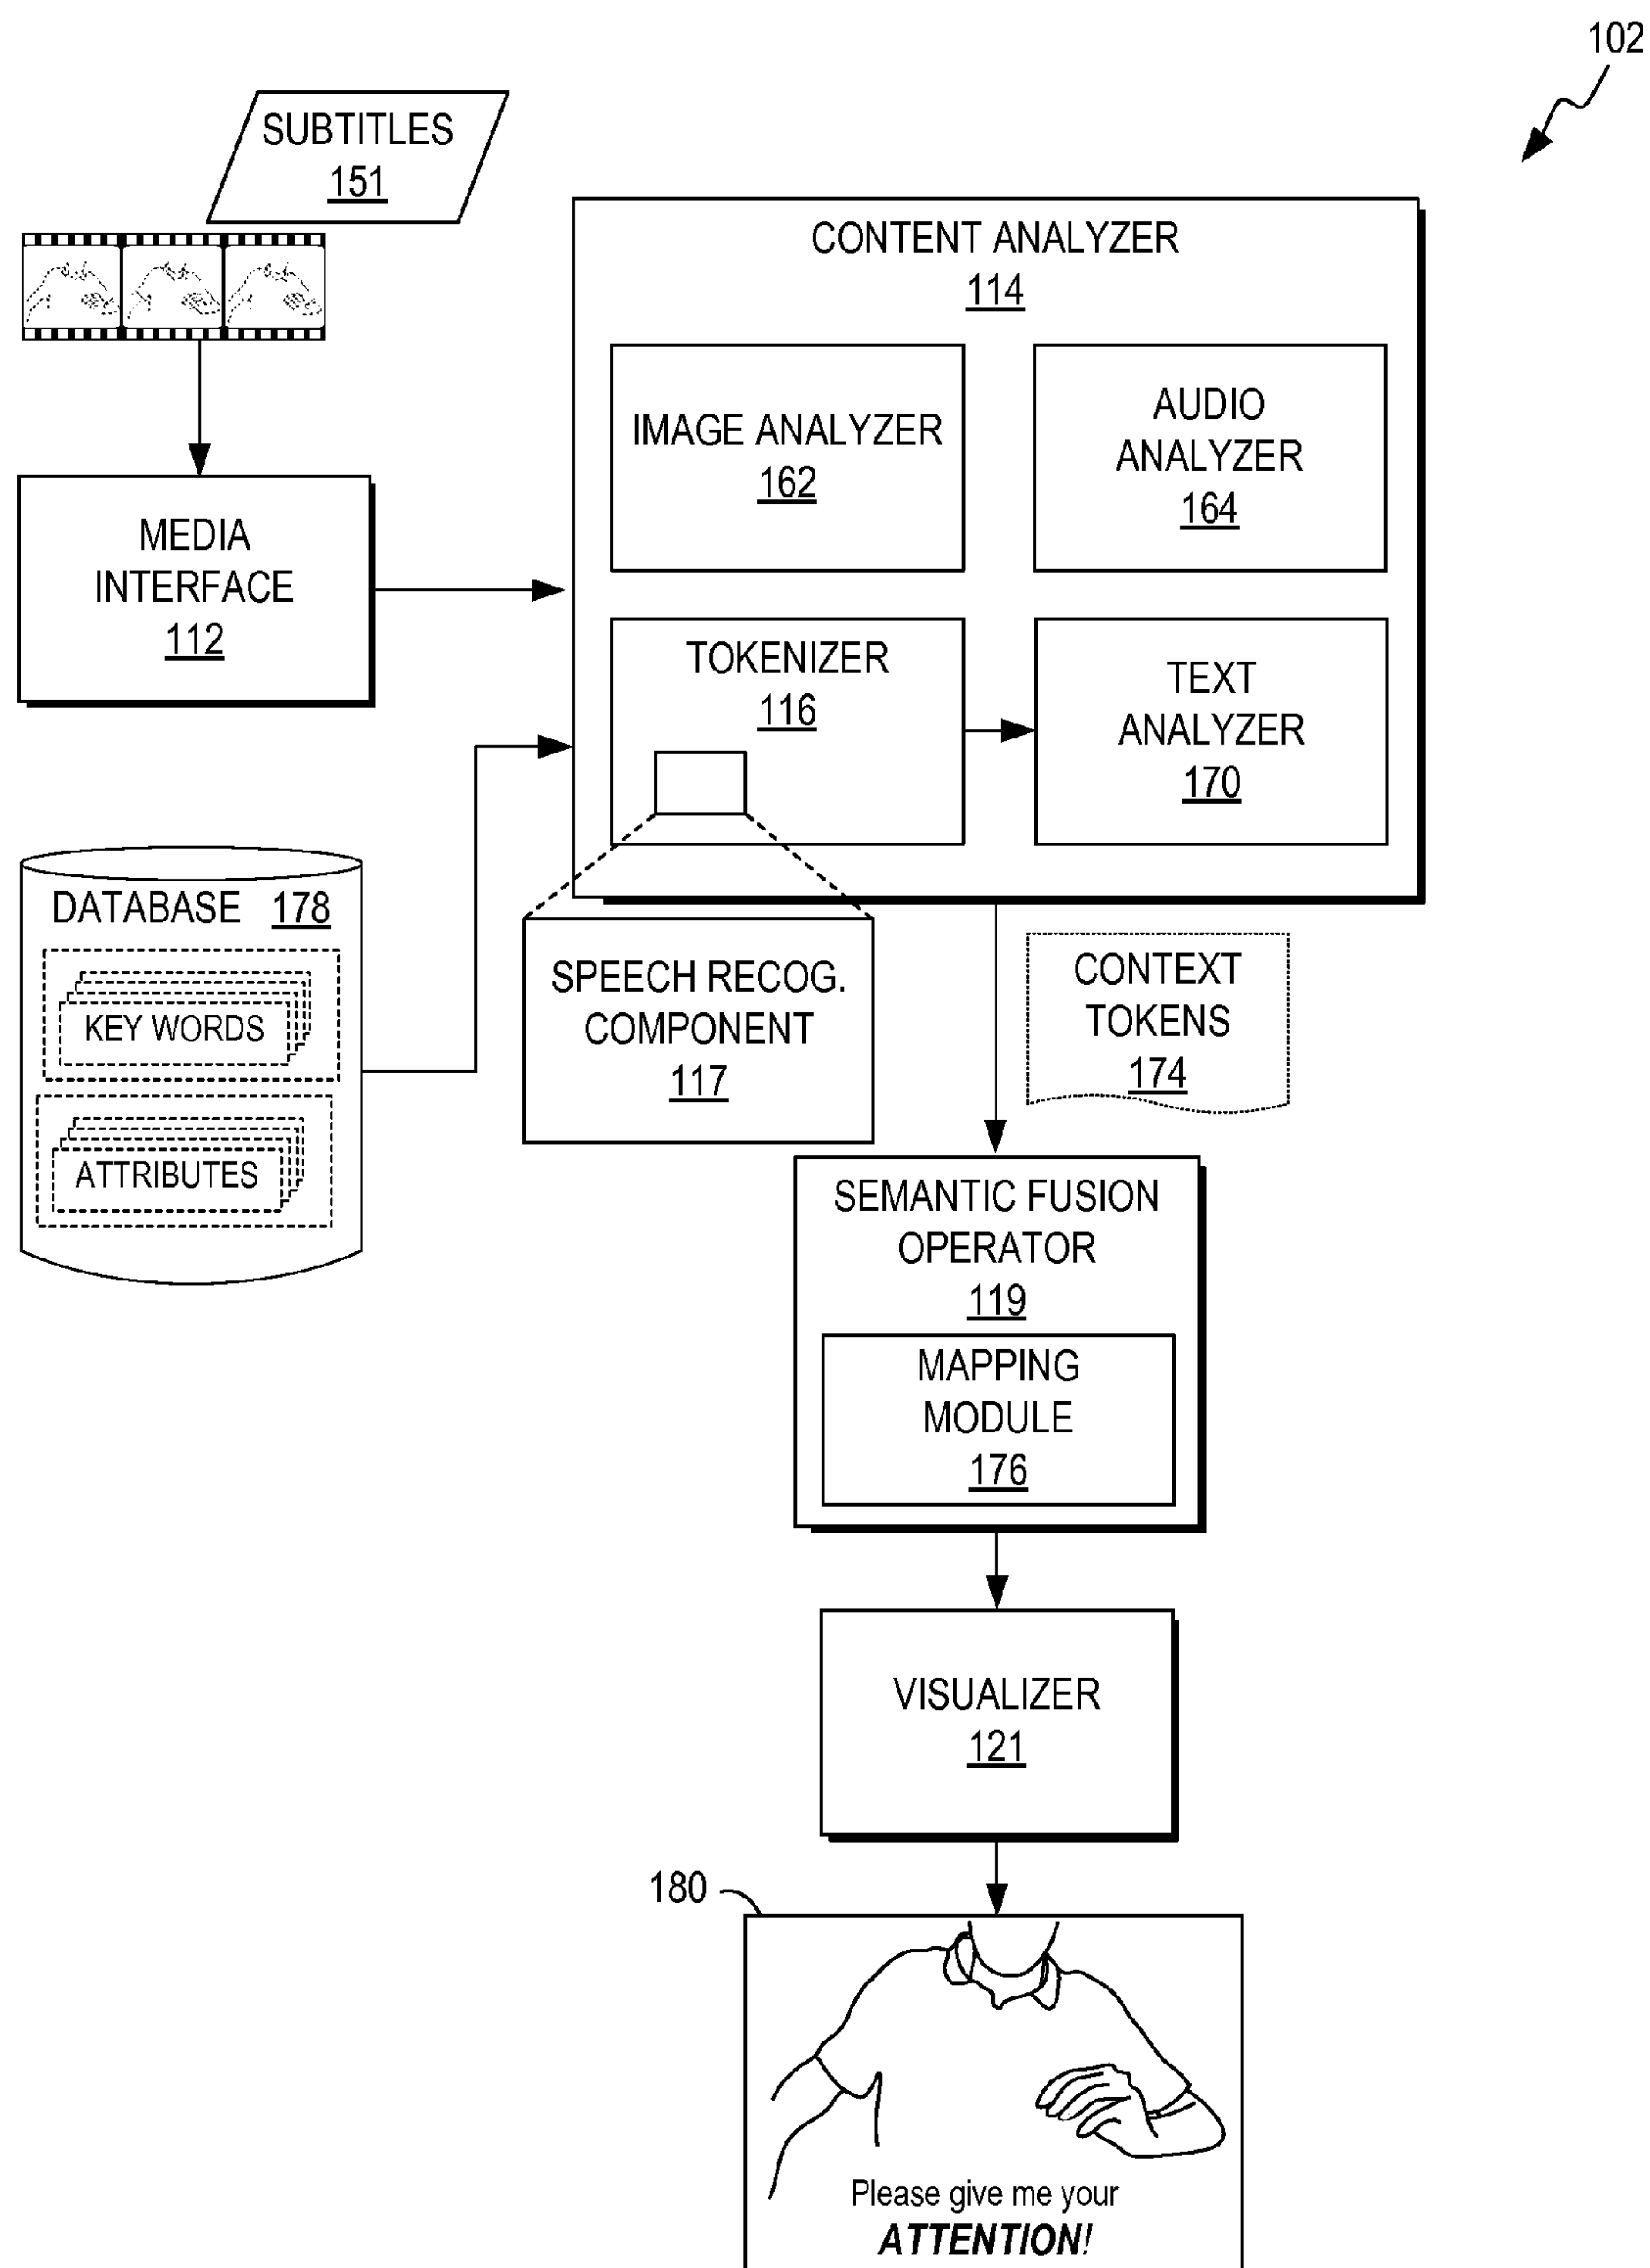 102
SUBTITLES
151
CONTENT ANALYZER
114
IMAGE ANALYZER
162
AUDIO
ANALYZER
164
MEDIA
INTERFACE
112
TOKENIZER
116
TEXT
ANALYZER
170
DATABASE 178
KEY WORDS
ATTRIBUTES
SPEECH RECOG.
COMPONENT
117
CONTEXT
TOKENS
174
SEMANTIC FUSION
OPERATOR
119
MAPPING
MODULE
176
VISUALIZER
121
180
Please give me your
ATTENTION!